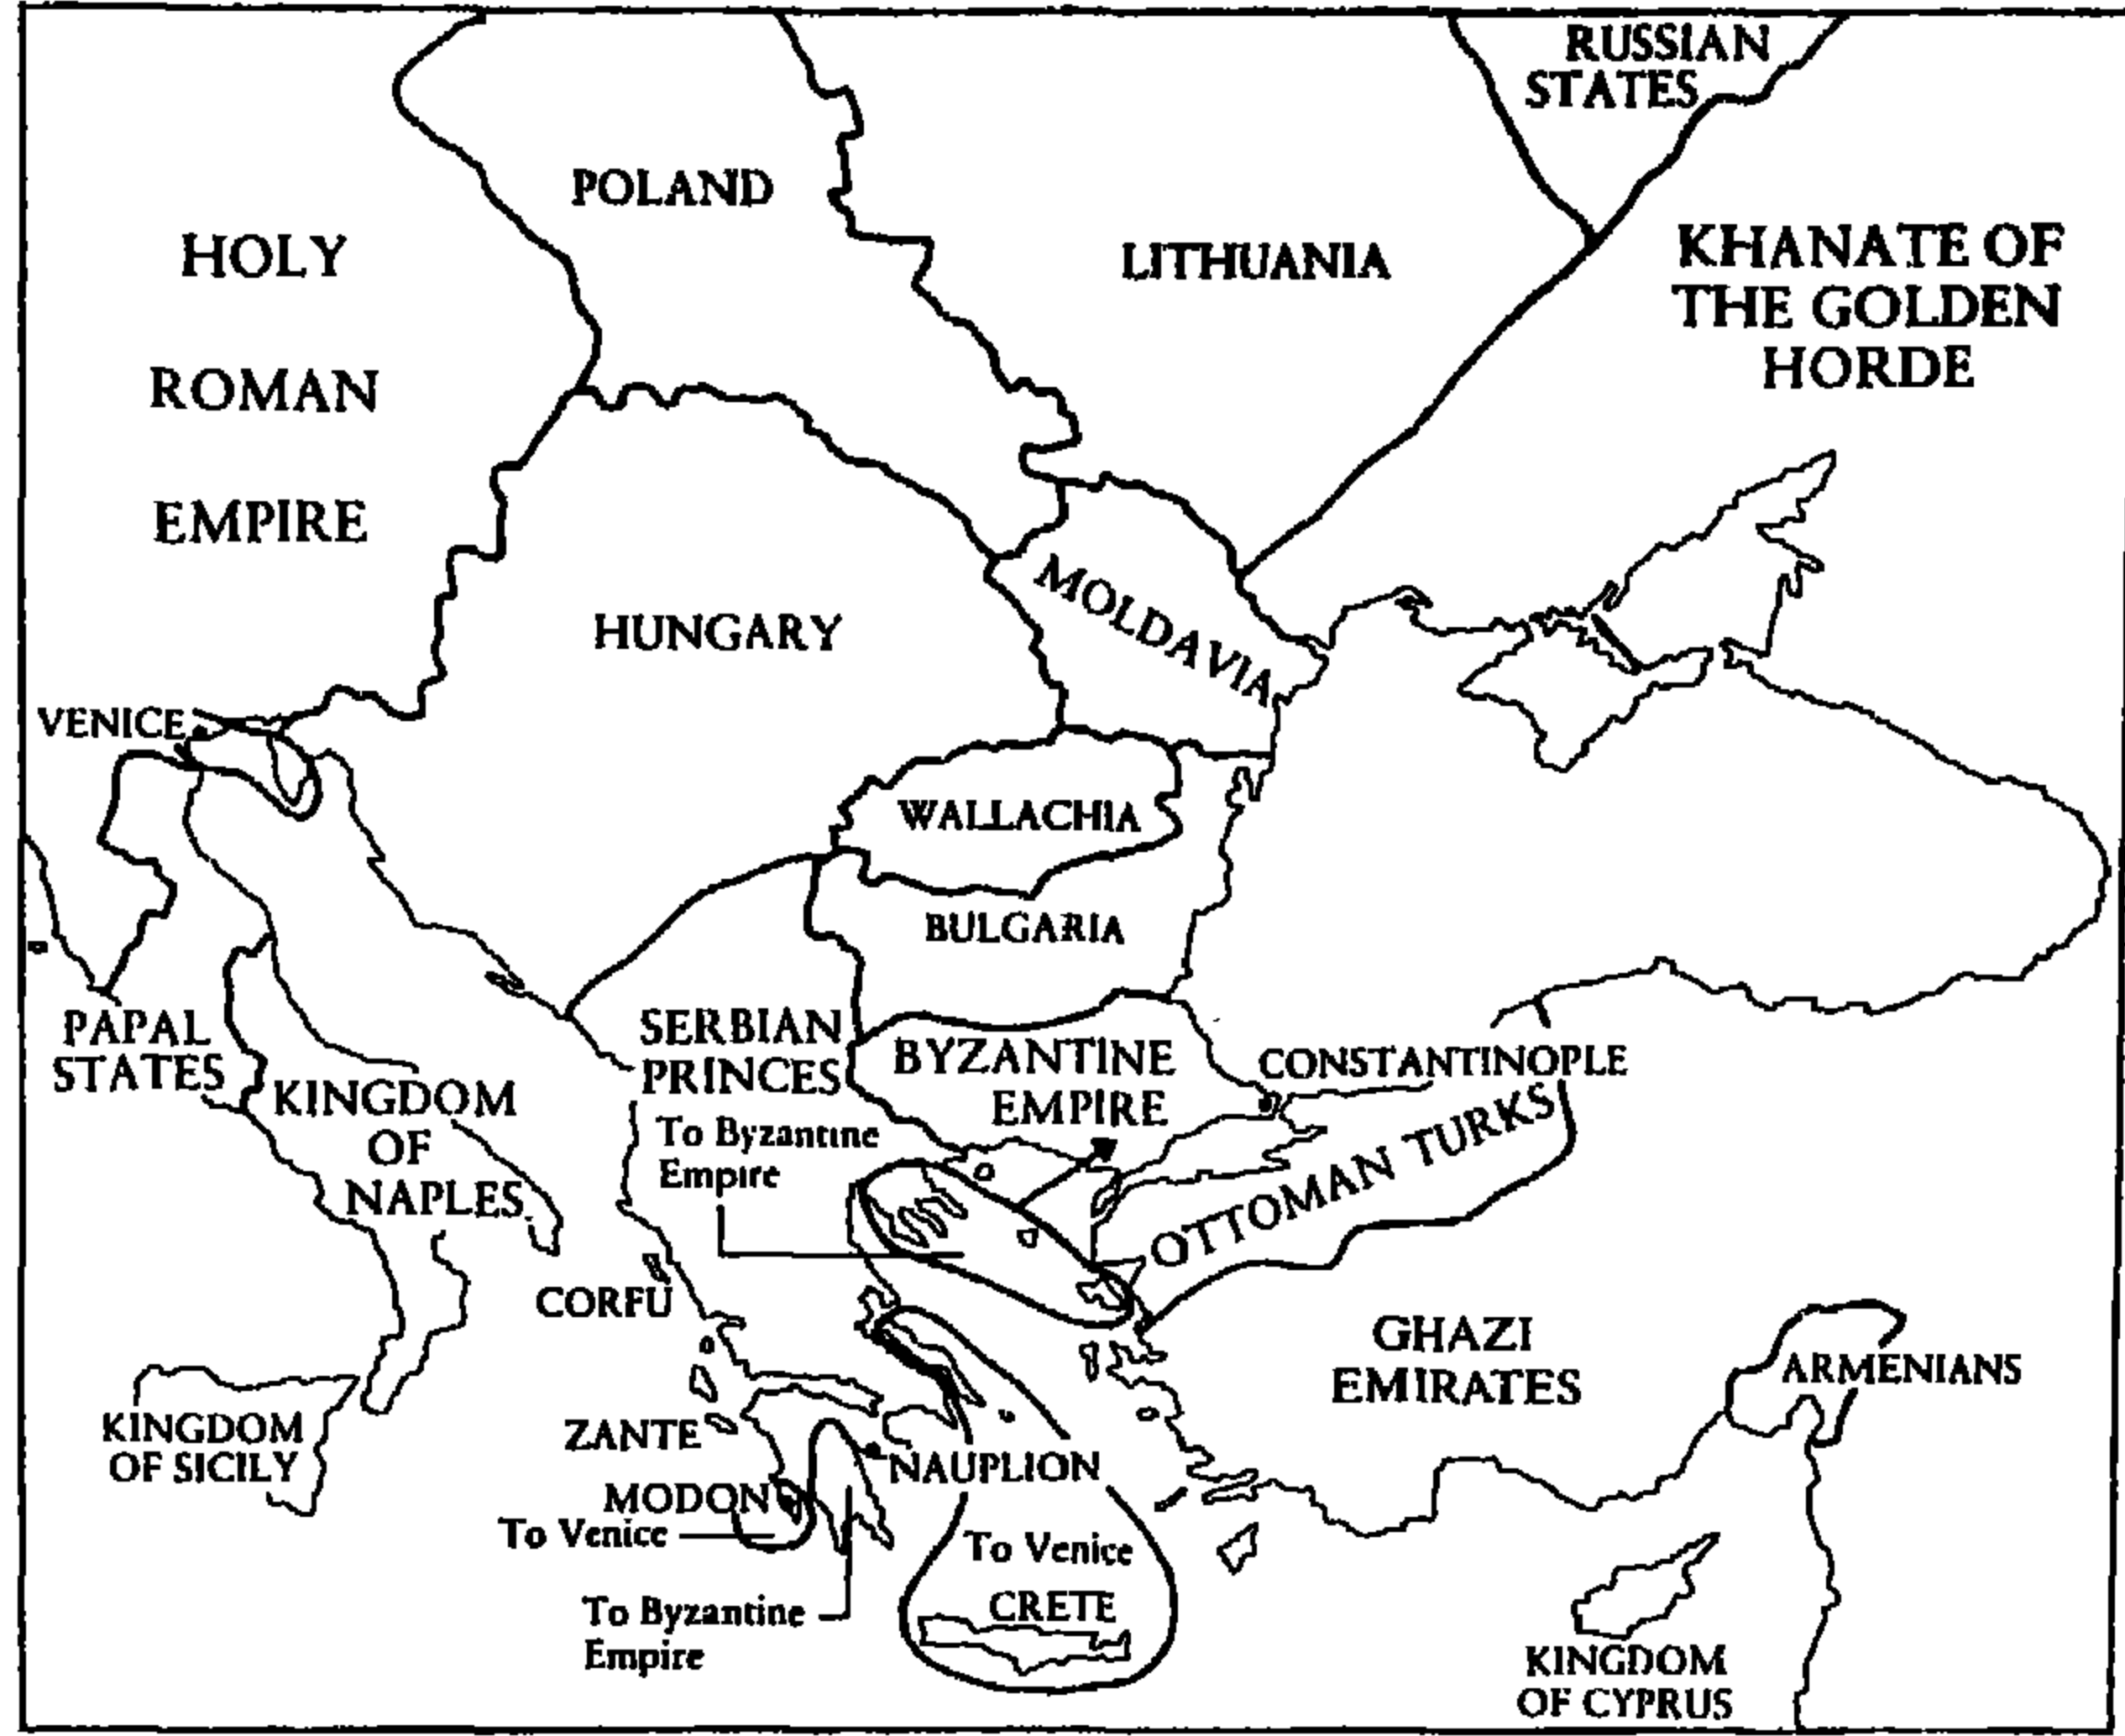 RUSSIAN
STATES
POLAND
HOLY
ROMAN
EMPIRE
LITHUANIA
KHANATE OF
THE GOLDEN
HORDE
MOLDAVIA
HUNGARY
VENICE
WALLACHIA
BULGARIA
PAPAL
STATES
SERBIAN
PRINCES
BYZANTINE
EMPIRE
CONSTANTINOPLE
KINGDOM
OF
NAPLES
To Byzantine
Empire
OTTOMAN TURKS
CORFU
GHAZI
EMIRATES
ARMENIANS
KINGDOM
OF SICILY
ZANTE
NAUPLION
MODON
To Venice
To Venice
CRETE
To Byzantine
Empire
KINGDOM
OF CYPRUS